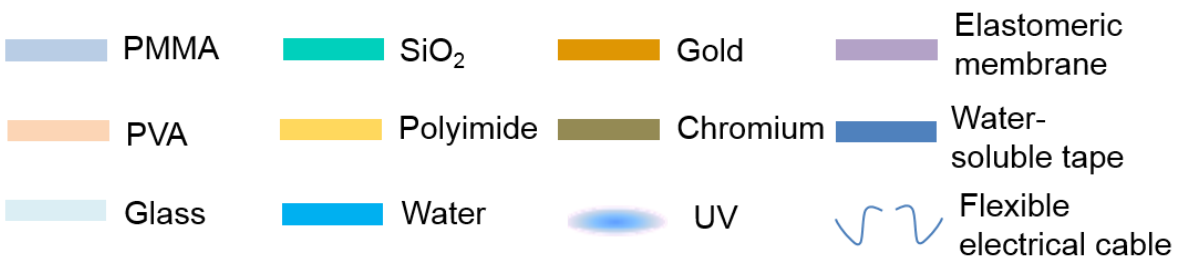 PMMA
SiO₂
Gold
Elastomeric
membrane
PVA
Polyimide
Chromium
Water-
soluble tape
Glass
Water
UV
Flexible
electrical cable